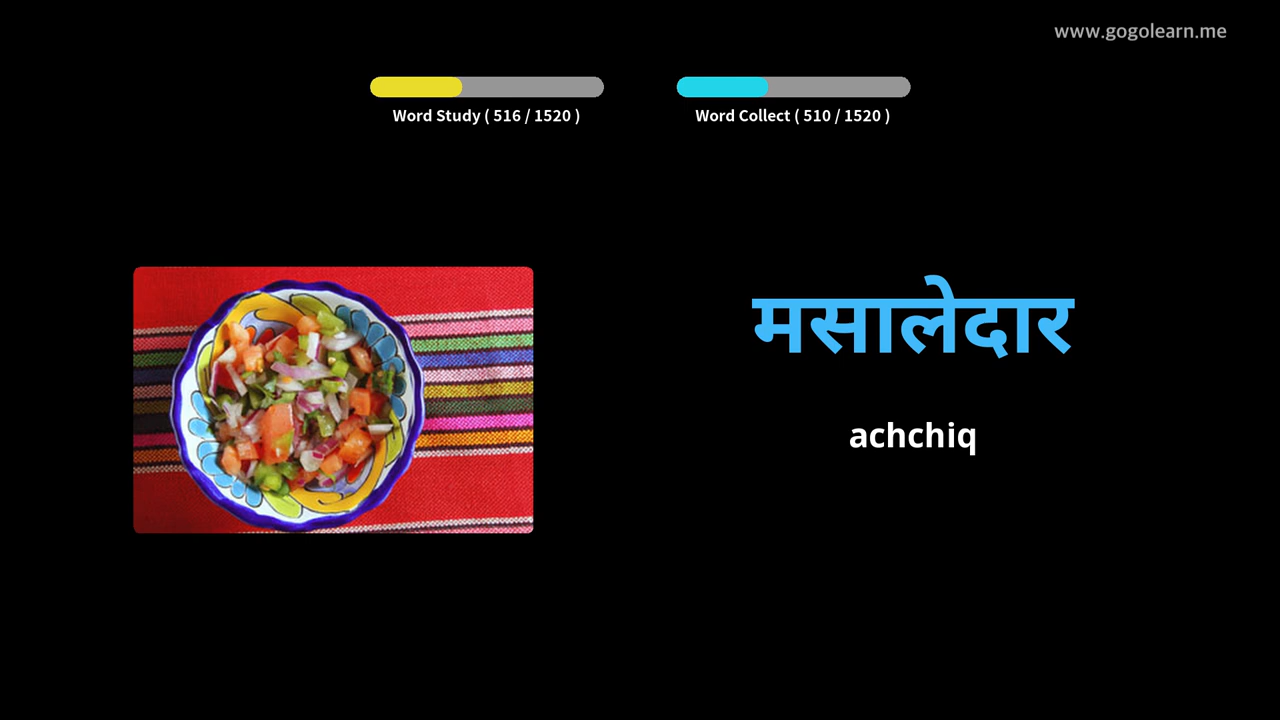 www.gogolearn.me
Word Study ( 516 / 1520 )
Word Collect ( 510 / 1520 )
मसालेदार
achchiq